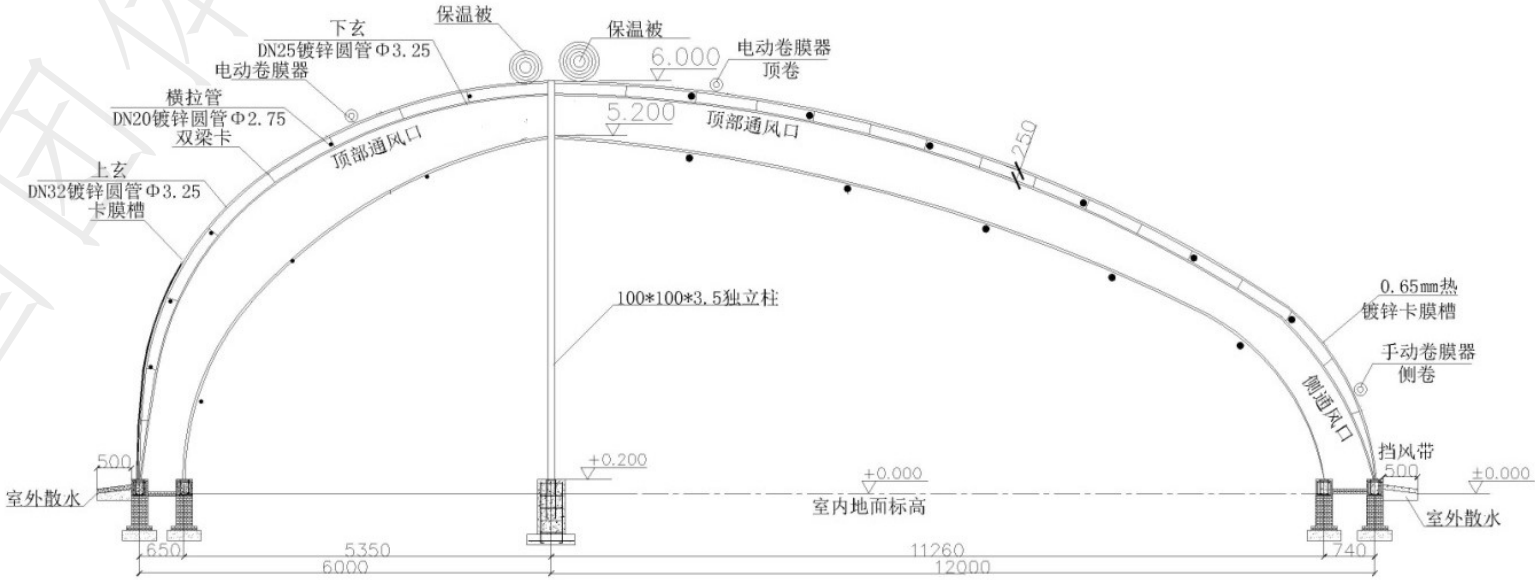 保温被
下玄
DN25镀锌圆管Φ3.25
保温被
电动卷膜器
顶卷
6.000
电动卷膜器
横拉管
DN20镀锌圆管Φ2.75
双梁卡
顶部通风口
5.200
顶部通风口
250
上玄
DN32镀锌圆管Φ3.25
卡膜槽
100*100*3.5独立柱
0.65mm热
镀锌卡膜槽
手动卷膜器
侧卷
侧通风口
挡风带
500
+0.200
+0.000
500
±0.000
室外散水
室内地面标高
室外散水
650
5350
11260
740
6000
12000